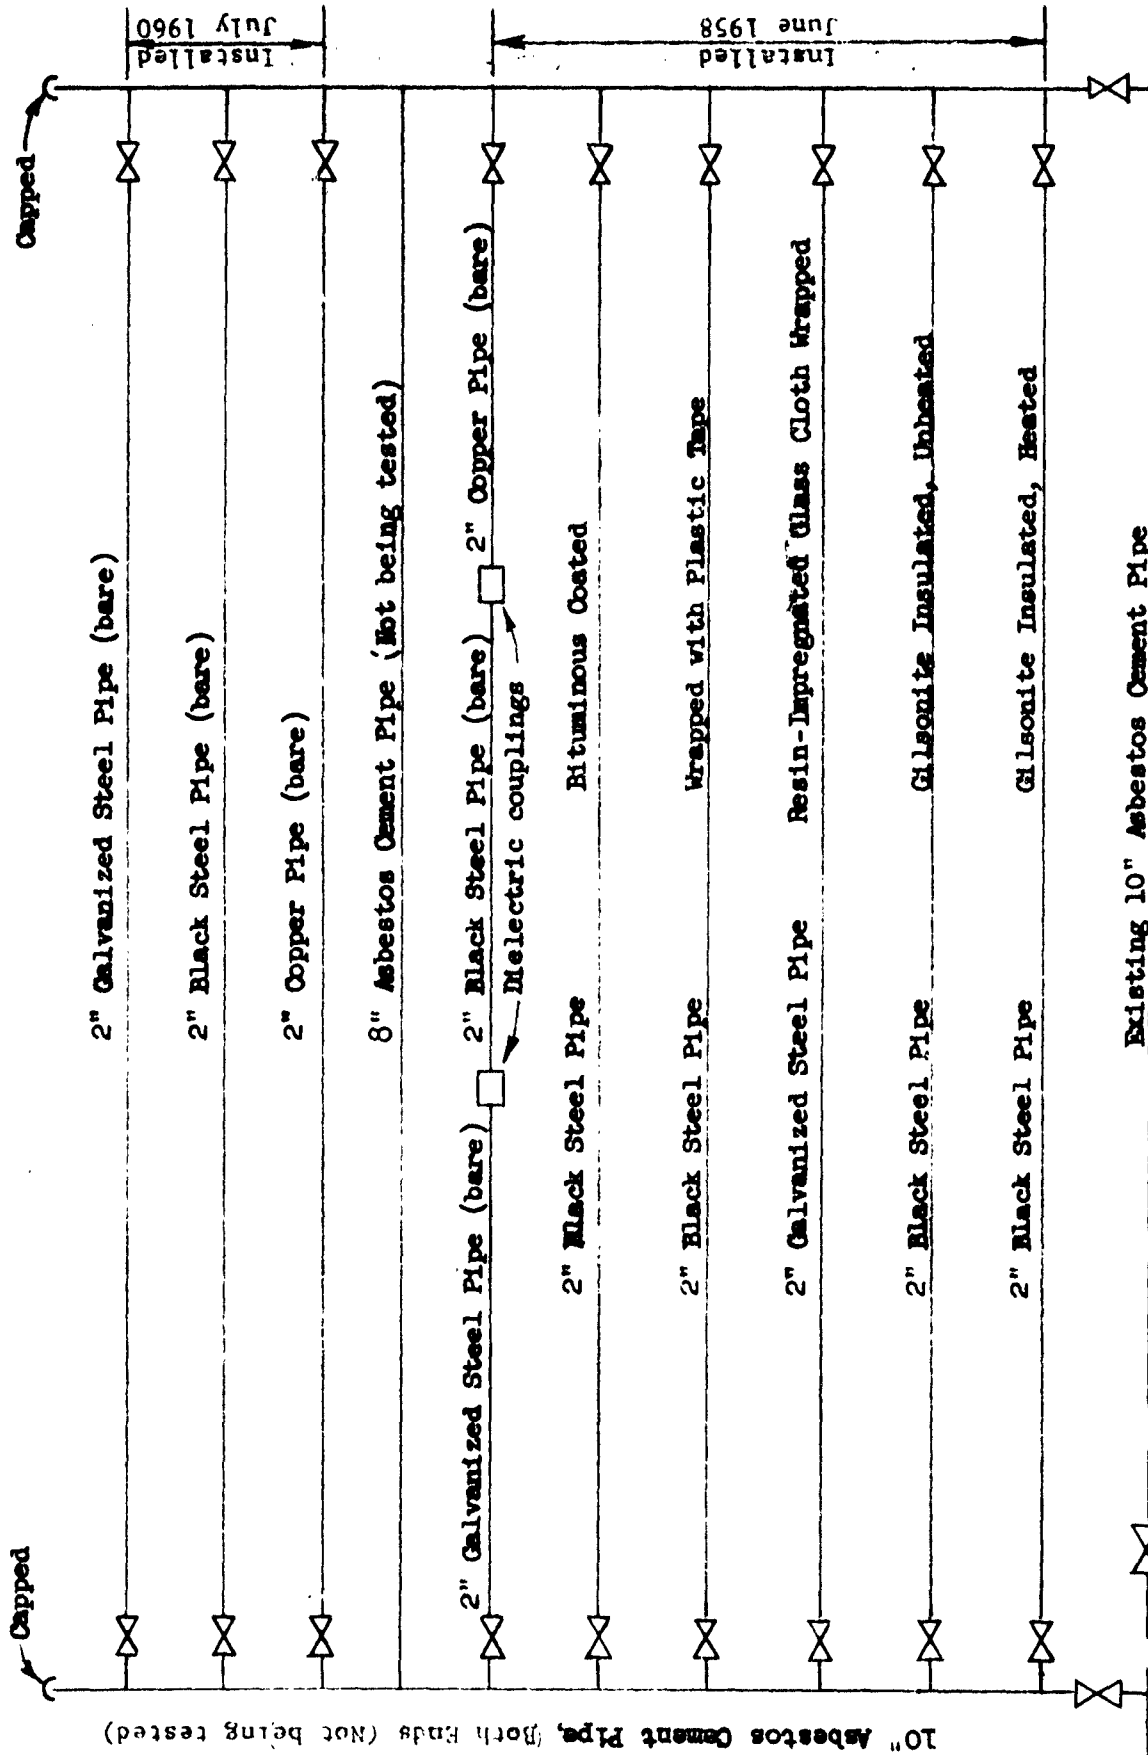 Capped
Capped
Installed
July 1960
Installed
June 1958
2" Galvanized Steel Pipe (bare)
2" Black Steel Pipe (bare)
2" Copper Pipe (bare)
8" Asbestos Cement Pipe (Not being tested)
2" Galvanized Steel Pipe (bare)
2" Black Steel Pipe (bare)
2" Copper Pipe (bare)
Dielectric couplings
2" Black Steel Pipe Bituminous Coated
2" Black Steel Pipe Wrapped with Plastic Tape
2" Galvanized Steel Pipe Resin-Impregnated Glass Cloth Wrapped
2" Black Steel Pipe Gilsonite Insulated, Unheated
2" Black Steel Pipe Gilsonite Insulated, Heated
Existing 10" Asbestos Cement Pipe
10" Asbestos Cement Pipe, Both Ends (Not being tested)